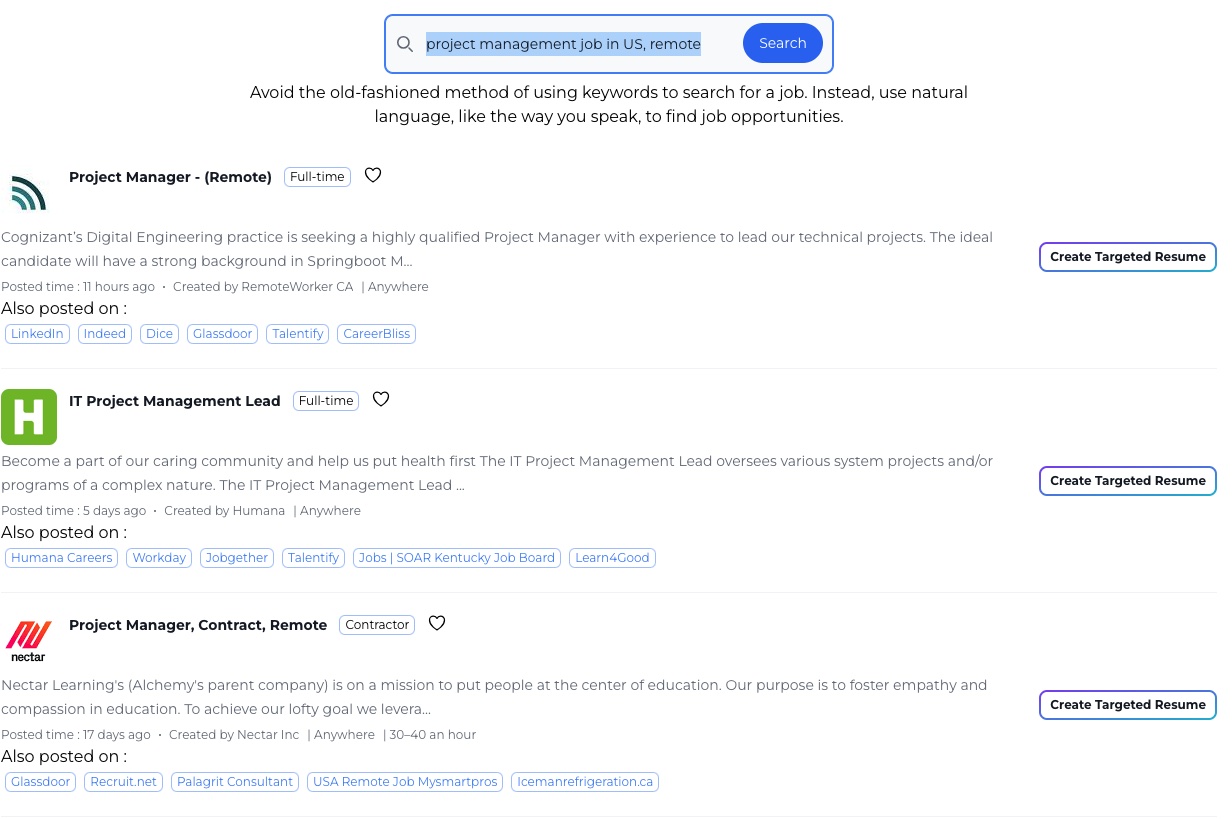 project management job in US, remote
Search
Avoid the old-fashioned method of using keywords to search for a job. Instead, use natural
language, like the way you speak, to find job opportunities.
Project Manager - (Remote) Full-time
Cognizant's Digital Engineering practice is seeking a highly qualified Project Manager with experience to lead our technical projects. The ideal
candidate will have a strong background in Springboot M...
Create Targeted Resume
Posted time : 11 hours ago • Created by RemoteWorker CA | Anywhere
Also posted on :
LinkedIn Indeed Dice Glassdoor Talentify CareerBliss
H
IT Project Management Lead Full-time
Become a part of our caring community and help us put health first The IT Project Management Lead oversees various system projects and/or
programs of a complex nature. The IT Project Management Lead ...
Create Targeted Resume
Posted time : 5 days ago • Created by Humana | Anywhere
Also posted on :
Humana Careers Workday Jobgether Talentify Jobs | SOAR Kentucky Job Board Learn4Good
nectar
Project Manager, Contract, Remote Contractor
Nectar Learning's (Alchemy's parent company) is on a mission to put people at the center of education. Our purpose is to foster empathy and
compassion in education. To achieve our lofty goal we levera...
Create Targeted Resume
Posted time : 17 days ago • Created by Nectar Inc | Anywhere | 30–40 an hour
Also posted on :
Glassdoor Recruit.net Palagrit Consultant USA Remote Job Mysmartpros Icemanrefrigeration.ca